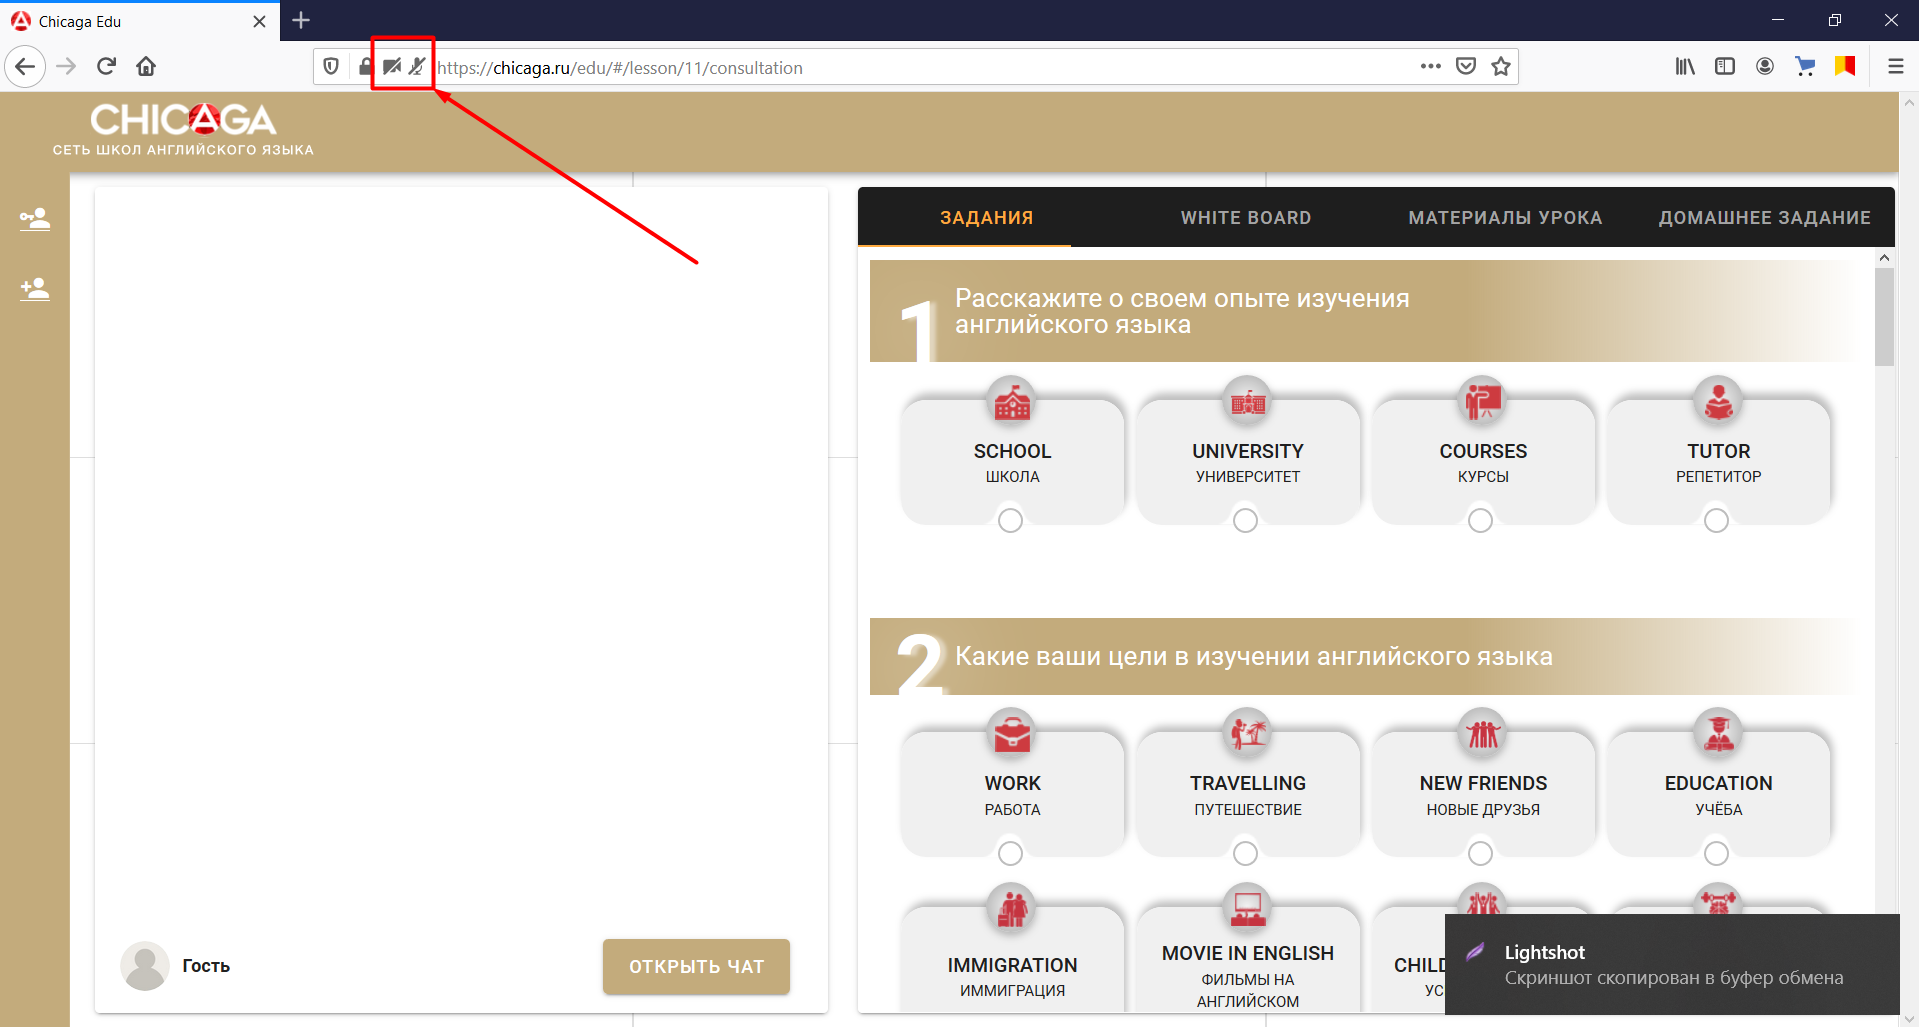 Chicaga Edu
https://chicaga.ru/edu/#/lesson/11/consultation
CHICAGA
СЕТЬ ШКОЛ АНГЛИЙСКОГО ЯЗЫКА
ЗАДАНИЯ
WHITE BOARD
МАТЕРИАЛЫ УРОКА
ДОМАШНЕЕ ЗАДАНИЕ
1
Расскажите о своем опыте изучения
английского языка
SCHOOL
ШКОЛА
UNIVERSITY
УНИВЕРСИТЕТ
COURSES
КУРСЫ
TUTOR
РЕПЕТИТОР
2
Какие ваши цели в изучении английского языка
WORK
РАБОТА
TRAVELLING
ПУТЕШЕСТВИЕ
NEW FRIENDS
НОВЫЕ ДРУЗЬЯ
EDUCATION
УЧЁБА
IMMIGRATION
ИММИГРАЦИЯ
MOVIE IN ENGLISH
ФИЛЬМЫ НА
АНГЛИЙСКОМ
Гость
ОТКРЫТЬ ЧАТ
Lightshot
Скриншот скопирован в буфер обмена